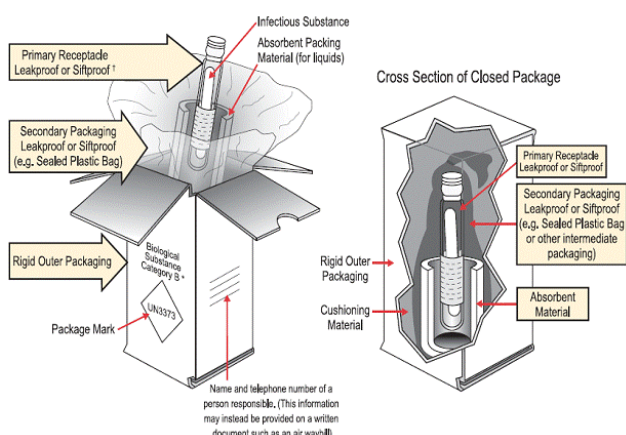 Infectious Substance
Primary Receptacle
Leakproof or Siftproof †
Absorbent Packing
Material (for liquids)
Secondary Packaging
Leakproof or Siftproof
(e.g. Sealed Plastic Bag)
Rigid Outer Packaging
Biological
Substance
Category B *
UN3373
Package Mark
Name and telephone number of a
person responsible. (This information
may instead be provided on a written
document such as an air waybill)
Cross Section of Closed Package
Primary Receptacle
Leakproof or Siftproof
Secondary Packaging
Leakproof or Siftproof
(e.g. Sealed Plastic Bag
or other intermediate
packaging)
Rigid Outer
Packaging
Cushioning
Material
Absorbent
Material